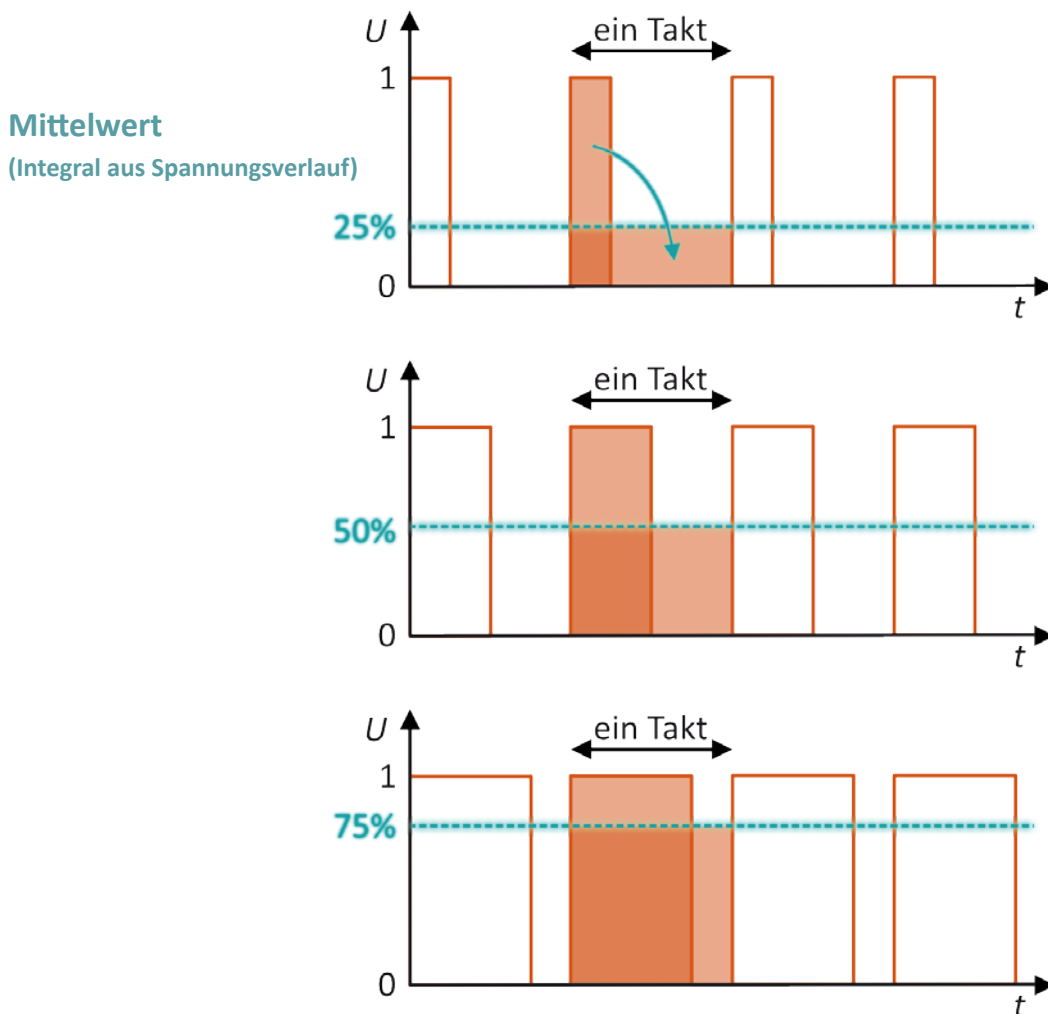 Mittelwert
(Integral aus Spannungsverlauf)
U
ein Takt
1
25%
0
t
U
ein Takt
1
50%
0
t
U
ein Takt
1
75%
0
t